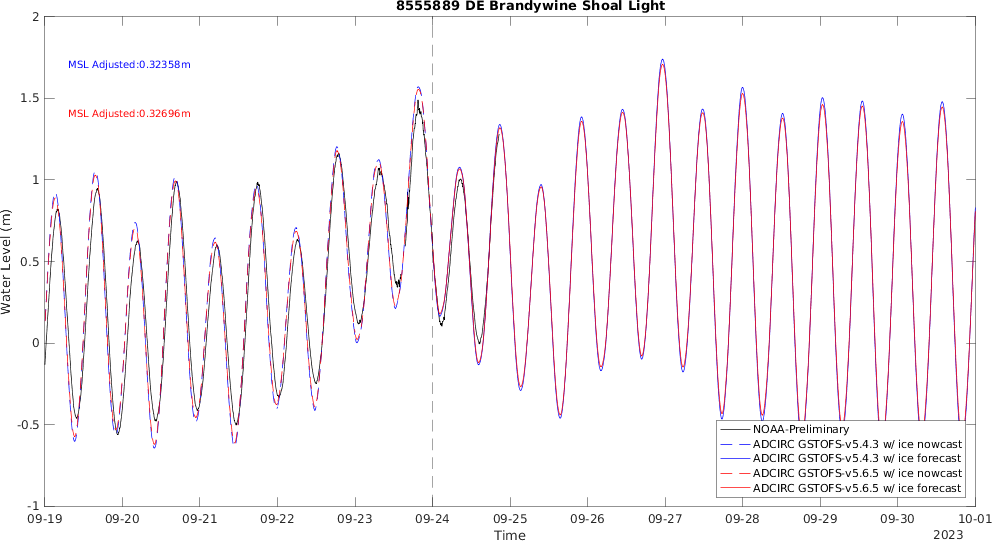 8555889 DE Brandywine Shoal Light
MSL Adjusted:0.32358m
MSL Adjusted:0.32696m
Water Level (m)
2
1.5
1
0.5
0
-0.5
-1
NOAA-Preliminary
ADCIRC GSTOFS-v5.4.3 w/ ice nowcast
ADCIRC GSTOFS-v5.4.3 w/ ice forecast
ADCIRC GSTOFS-v5.6.5 w/ ice nowcast
ADCIRC GSTOFS-v5.6.5 w/ ice forecast
09-19 09-20 09-21 09-22 09-23 09-24 09-25 09-26 09-27 09-28 09-29 09-30 10-01
Time
2023